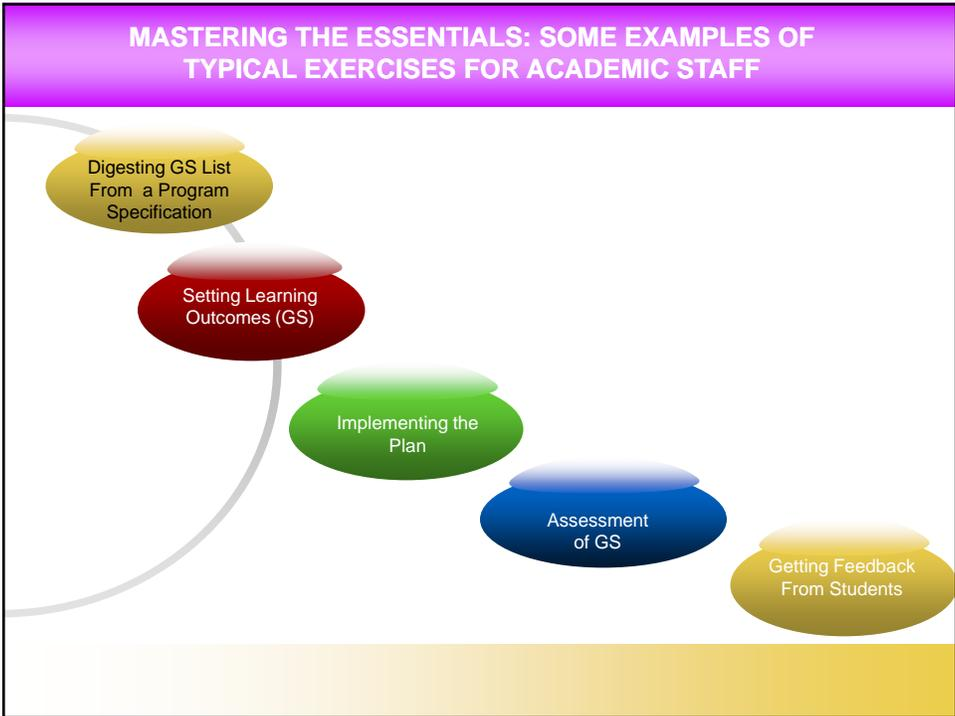 MASTERING THE ESSENTIALS: SOME EXAMPLES OF
TYPICAL EXERCISES FOR ACADEMIC STAFF
Digesting GS List
From a Program
Specification
Setting Learning
Outcomes (GS)
Implementing the
Plan
Assessment
of GS
Getting Feedback
From Students